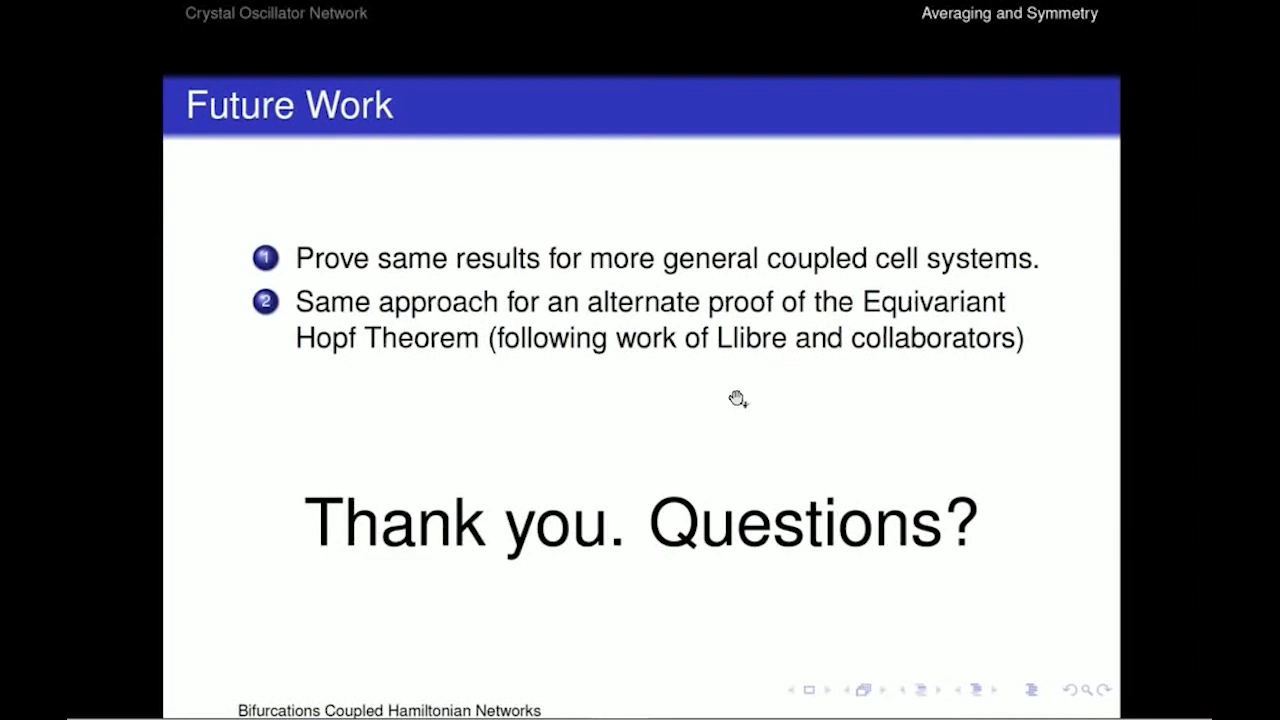 Crystal Oscillator Network
Averaging and Symmetry
Future Work
1 Prove same results for more general coupled cell systems.
2 Same approach for an alternate proof of the Equivariant
Hopf Theorem (following work of Llibre and collaborators)
Thank you. Questions?
Bifurcations Coupled Hamiltonian Networks